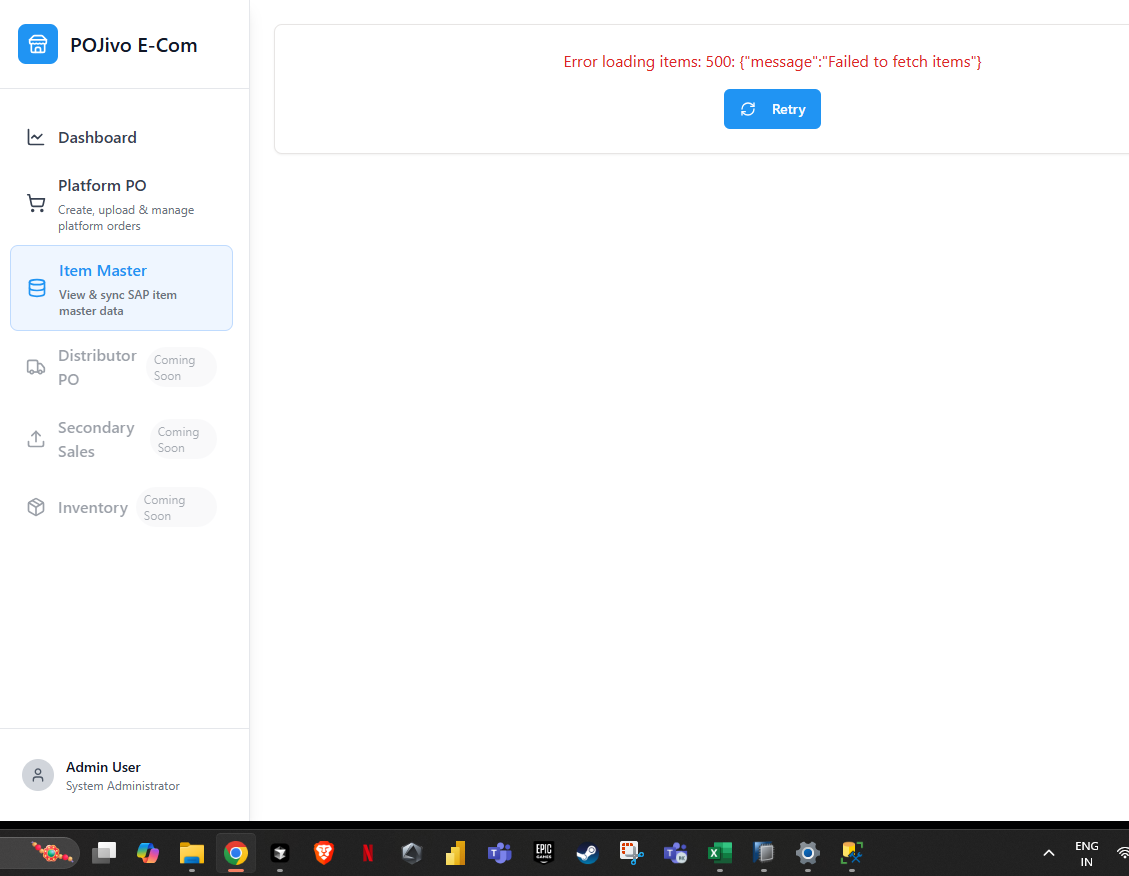 POJivo E-Com
Error loading items: 500: {"message":"Failed to fetch items"}
Retry
Dashboard
Platform PO
Create, upload & manage
platform orders
Item Master
View & sync SAP item
master data
Distributor
PO
Coming
Soon
Secondary
Sales
Coming
Soon
Inventory
Coming
Soon
Admin User
System Administrator
EPIC
GAMES
ENG
IN